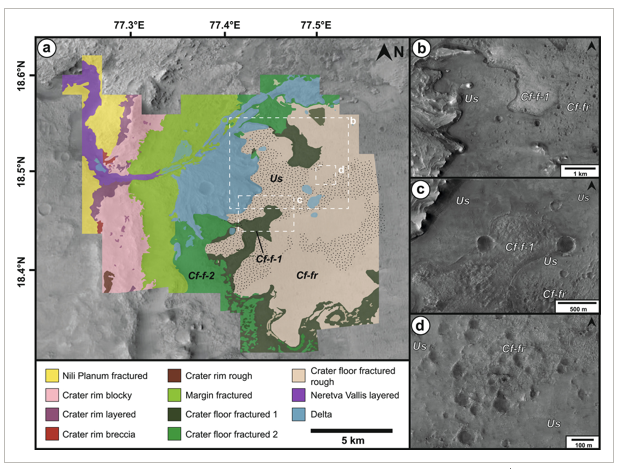 77.3°E 77.4°E 77.5°E
a
N
18.6°N
18.5°N
18.4°N
b
d
c
Us
Cf-f-1
Cf-f-2
Cf-fr
Nili Planum fractured
Crater rim blocky
Crater rim layered
Crater rim breccia
Crater rim rough
Margin fractured
Crater floor fractured 1
Crater floor fractured 2
Crater floor fractured
rough
Neretva Vallis layered
Delta
5 km
b
Us
Cf-f-1
Cf-fr
1 km
c
Us
Us
Cf-f-1
Us
Cf-fr
500 m
d
Us
Cf-fr
Us
100 m